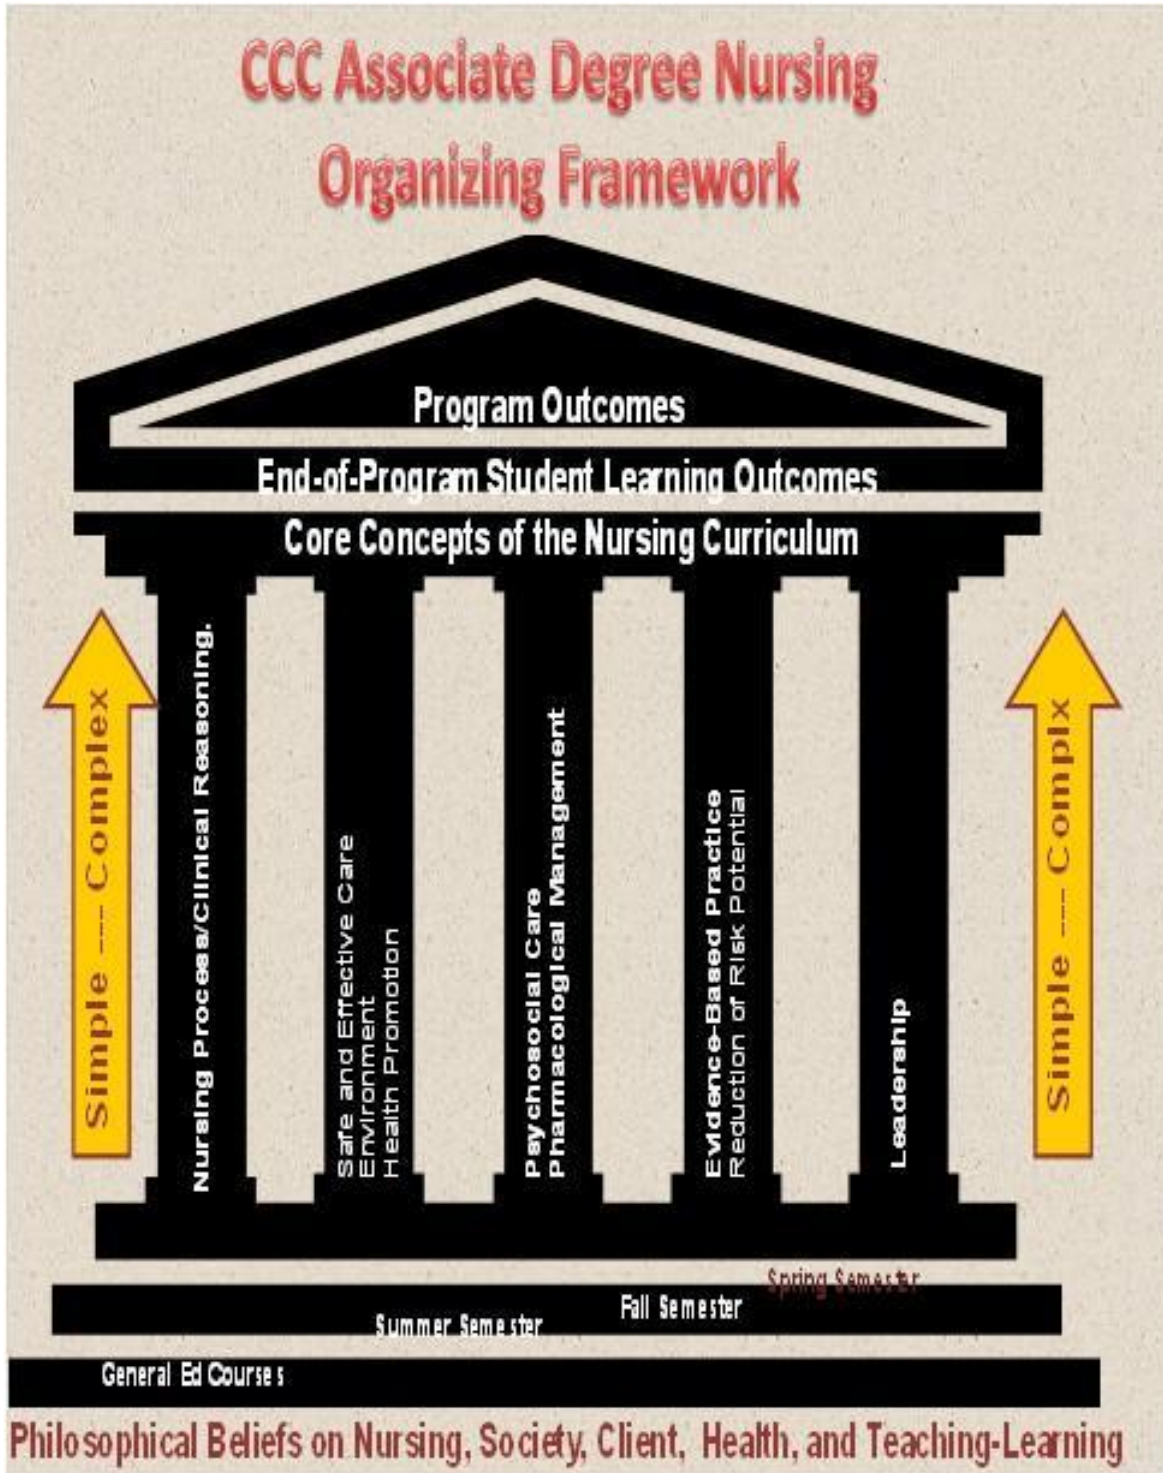 CCC Associate Degree Nursing
Organizing Framework
Program Outcomes
End-of-Program Student Learning Outcomes
Core Concepts of the Nursing Curriculum
Simple ---- Complex
Nursing Process/Clinical Reasoning.
Safe and Effective Care
Environment
Health Promotion
Psychosocial Care
Pharmacological Management
Evidence-Based Practice
Reduction of Risk Potential
Leadership
Simple ---- Complx
Spring Semester
Fall Semester
Summer Semester
General Ed Courses
Philosophical Beliefs on Nursing, Society, Client, Health, and Teaching-Learning